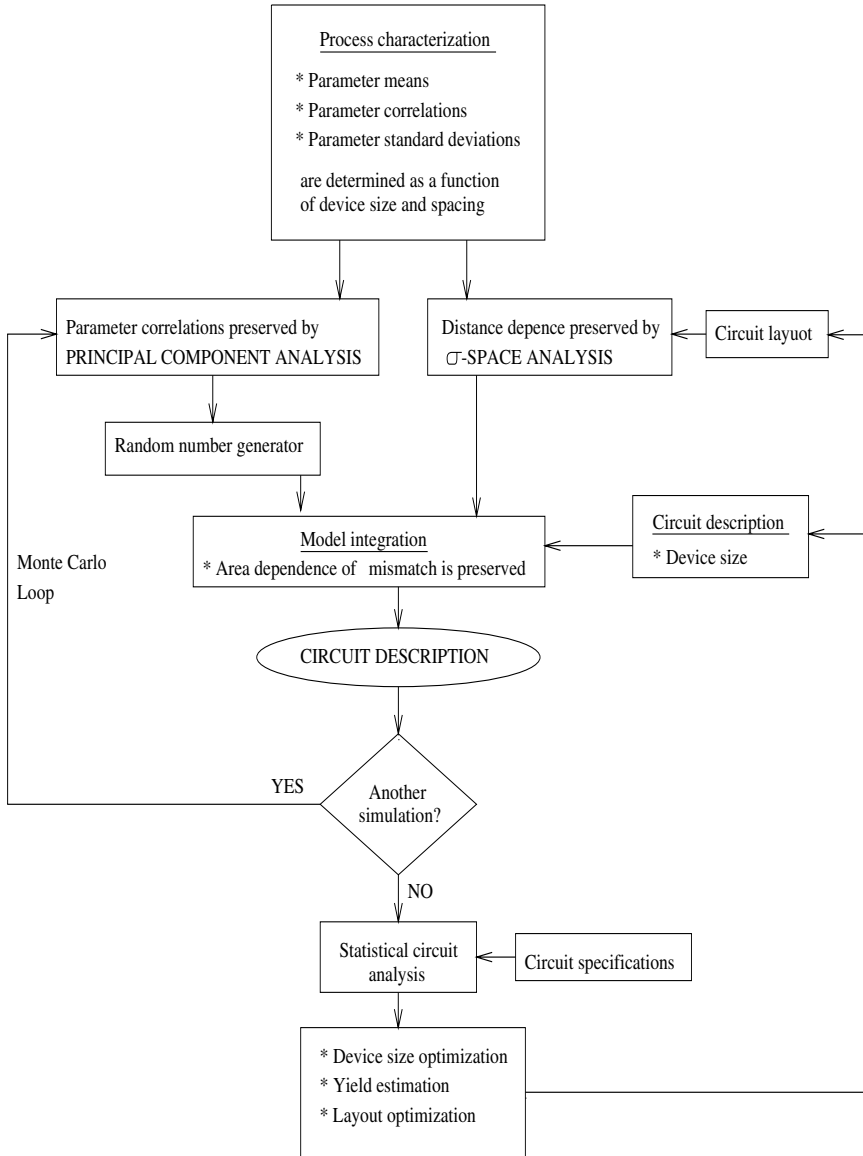 Process characterization
* Parameter means
* Parameter correlations
* Parameter standard deviations
are determined as a function
of device size and spacing
Parameter correlations preserved by
PRINCIPAL COMPONENT ANALYSIS
Distance depence preserved by
σ-SPACE ANALYSIS
Circuit layuot
Random number generator
Model integration
* Area dependence of mismatch is preserved
Circuit description
* Device size
Monte Carlo
Loop
CIRCUIT DESCRIPTION
YES
Another
simulation?
NO
Statistical circuit
analysis
Circuit specifications
* Device size optimization
* Yield estimation
* Layout optimization